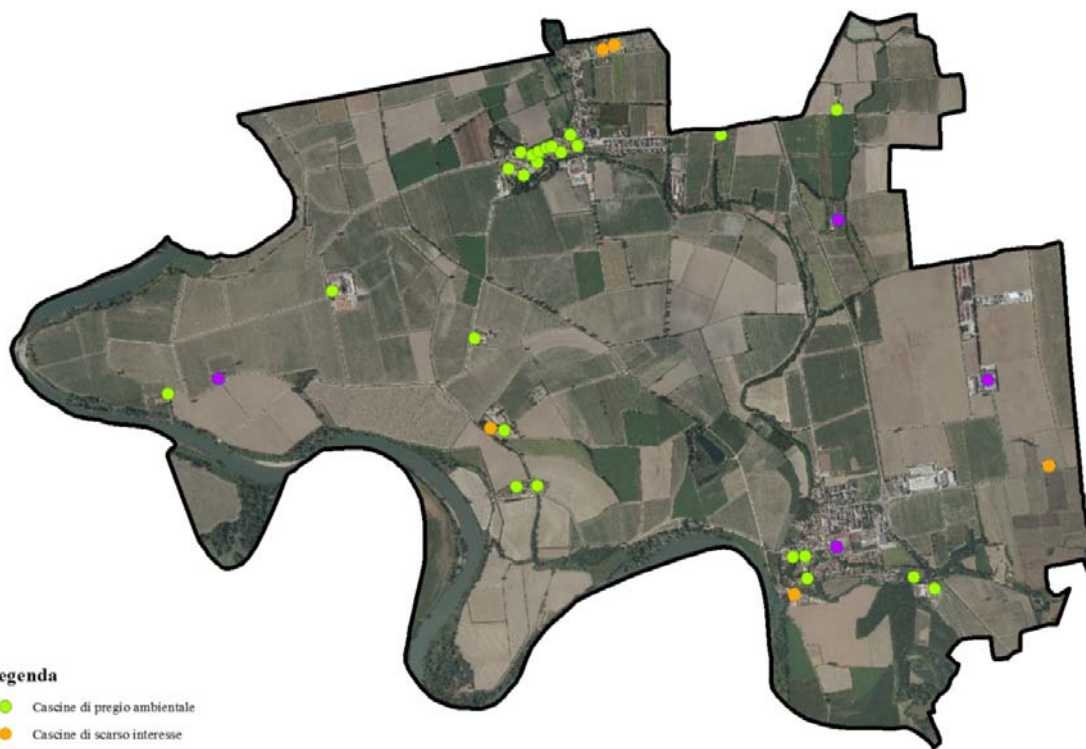 egenda
Cascine di pregio ambientale
Cascine di scarso interesse